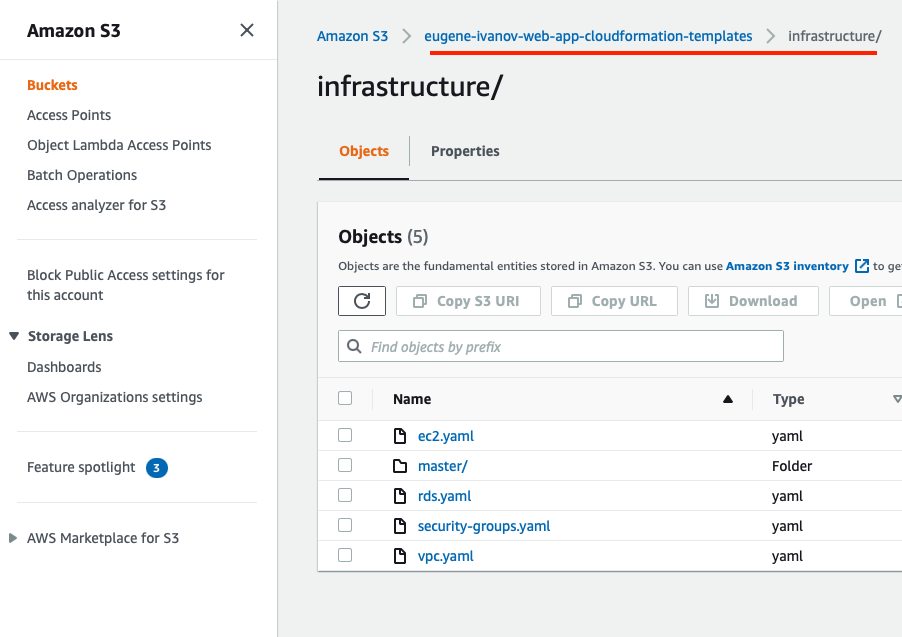 Amazon S3
Buckets
Access Points
Object Lambda Access Points
Batch Operations
Access analyzer for S3
Block Public Access settings for
this account
Storage Lens
Dashboards
AWS Organizations settings
Feature spotlight 3
AWS Marketplace for S3
Amazon S3 eugene-ivanov-web-app-cloudformation-templates infrastructure/
infrastructure/
Objects Properties
Objects (5)
Objects are the fundamental entities stored in Amazon S3. You can use Amazon S3 inventory to ge
Copy S3 URI Copy URL Download Open
Find objects by prefix
Name Type
ec2.yaml yaml
master/ Folder
rds.yaml yaml
security-groups.yaml yaml
vpc.yaml yaml